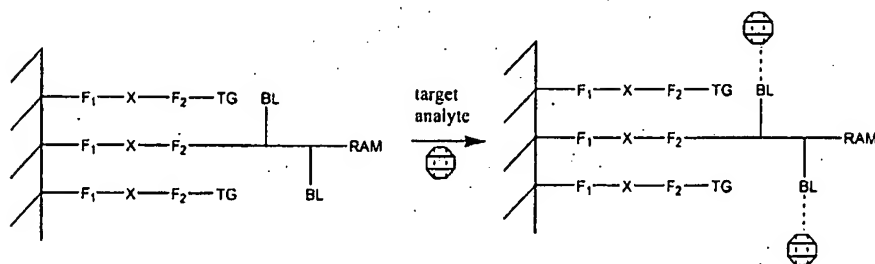 F₁—X—F₂—TG
BL
F₁—X—F₂
RAM
BL
F₁—X—F₂—TG
target
analyte
BL
F₁—X—F₂—TG
F₁—X—F₂
RAM
BL
F₁—X—F₂—TG